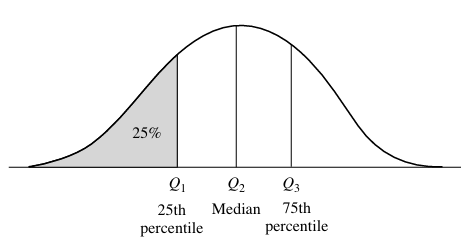 25%
Q1 Q2 Q3
25th Median 75th
percentile percentile